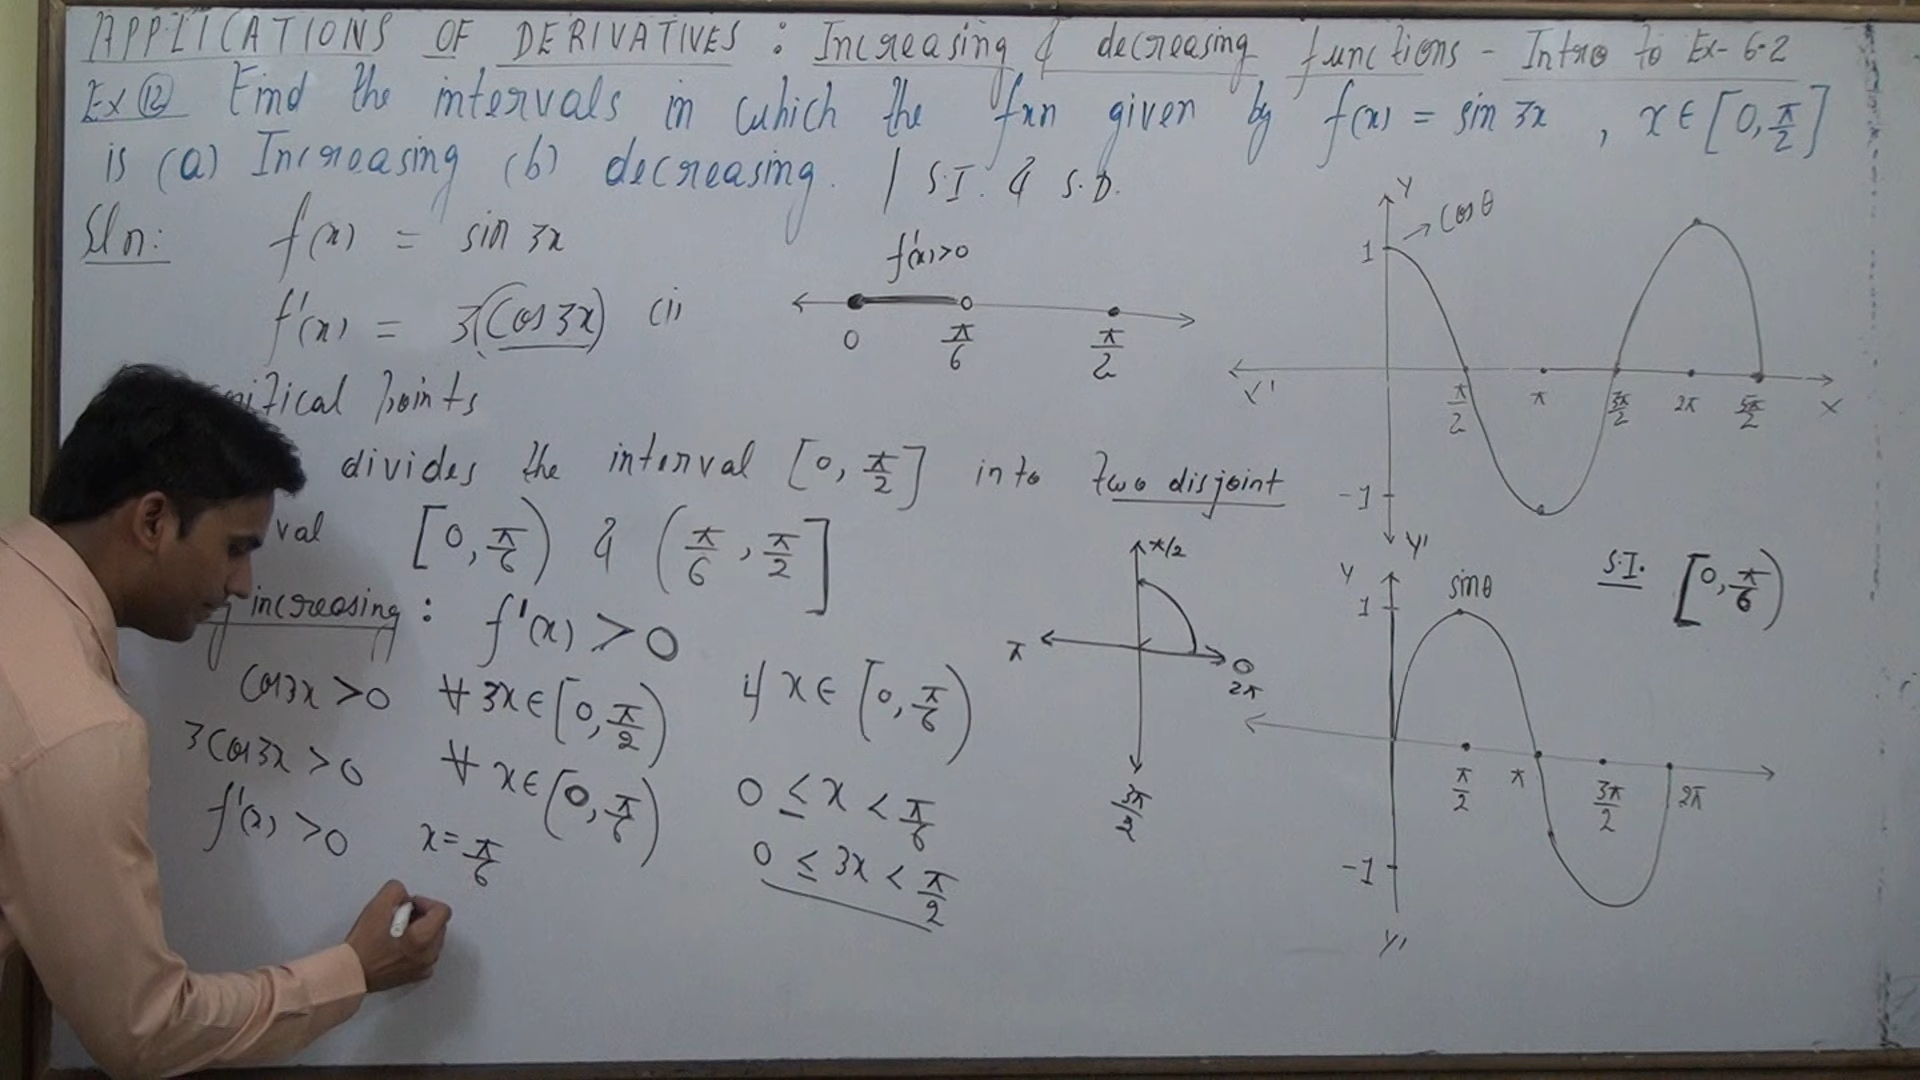 APPLICATIONS OF DERIVATIVES : Increasing & decreasing functions - Intro to Ex-6.2
Ex (12) Find the intervals in which the fxn given by f(x) = sin 3x , x ∈ [0, π/2]
is (a) Increasing (b) decreasing. / S.I. & S.D.
Sln: f(x) = sin 3x
f'(x) = 3(Cos 3x) (i)
f'(x)>0
0 π/6 π/2
Points
divides the interval [0, π/2] into two disjoint
val [0, π/6) & (π/6, π/2]
increasing : f'(x) > 0
Cos3x > 0 ∀ 3x ∈ [0, π/2) if x ∈ [0, π/6)
3Cos3x > 0 ∀ x ∈ [0, π/6) 0 ≤ x < π/6
f'(x) > 0 x = π/6 0 ≤ 3x < π/2
Y
Cosθ
1
X' π/2 π 3π/2 2π 5π/2 X
-1
Y'
π/2
π 0
2π
3π/2
S.I. [0, π/6)
Y
sinθ
1
π/2 π 3π/2 2π
-1
Y'